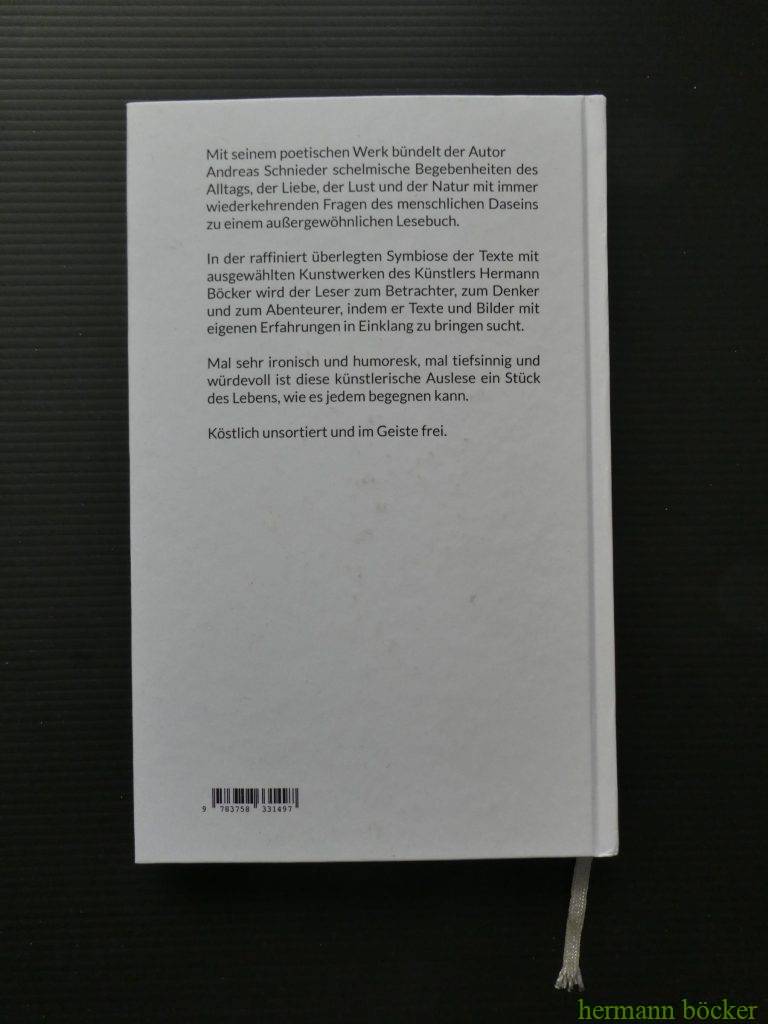 Mit seinem poetischen Werk bündelt der Autor
Andreas Schnieder schelmische Begebenheiten des
Alltags, der Liebe, der Lust und der Natur mit immer
wiederkehrenden Fragen des menschlichen Daseins
zu einem außergewöhnlichen Lesebuch.
In der raffiniert überlegten Symbiose der Texte mit
ausgewählten Kunstwerken des Künstlers Hermann
Böcker wird der Leser zum Betrachter, zum Denker
und zum Abenteurer, indem er Texte und Bilder mit
eigenen Erfahrungen in Einklang zu bringen sucht.
Mal sehr ironisch und humoresk, mal tiefsinnig und
würdevoll ist diese künstlerische Auslese ein Stück
des Lebens, wie es jedem begegnen kann.
Köstlich unsortiert und im Geiste frei.
9 783758 331497
hermann böcker